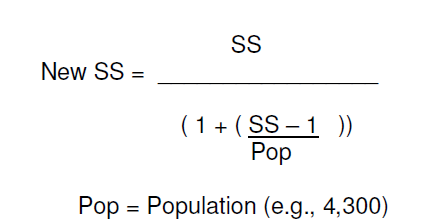 SS
New SS =
( 1 + ( SS – 1 ))
Pop
Pop = Population (e.g., 4,300)